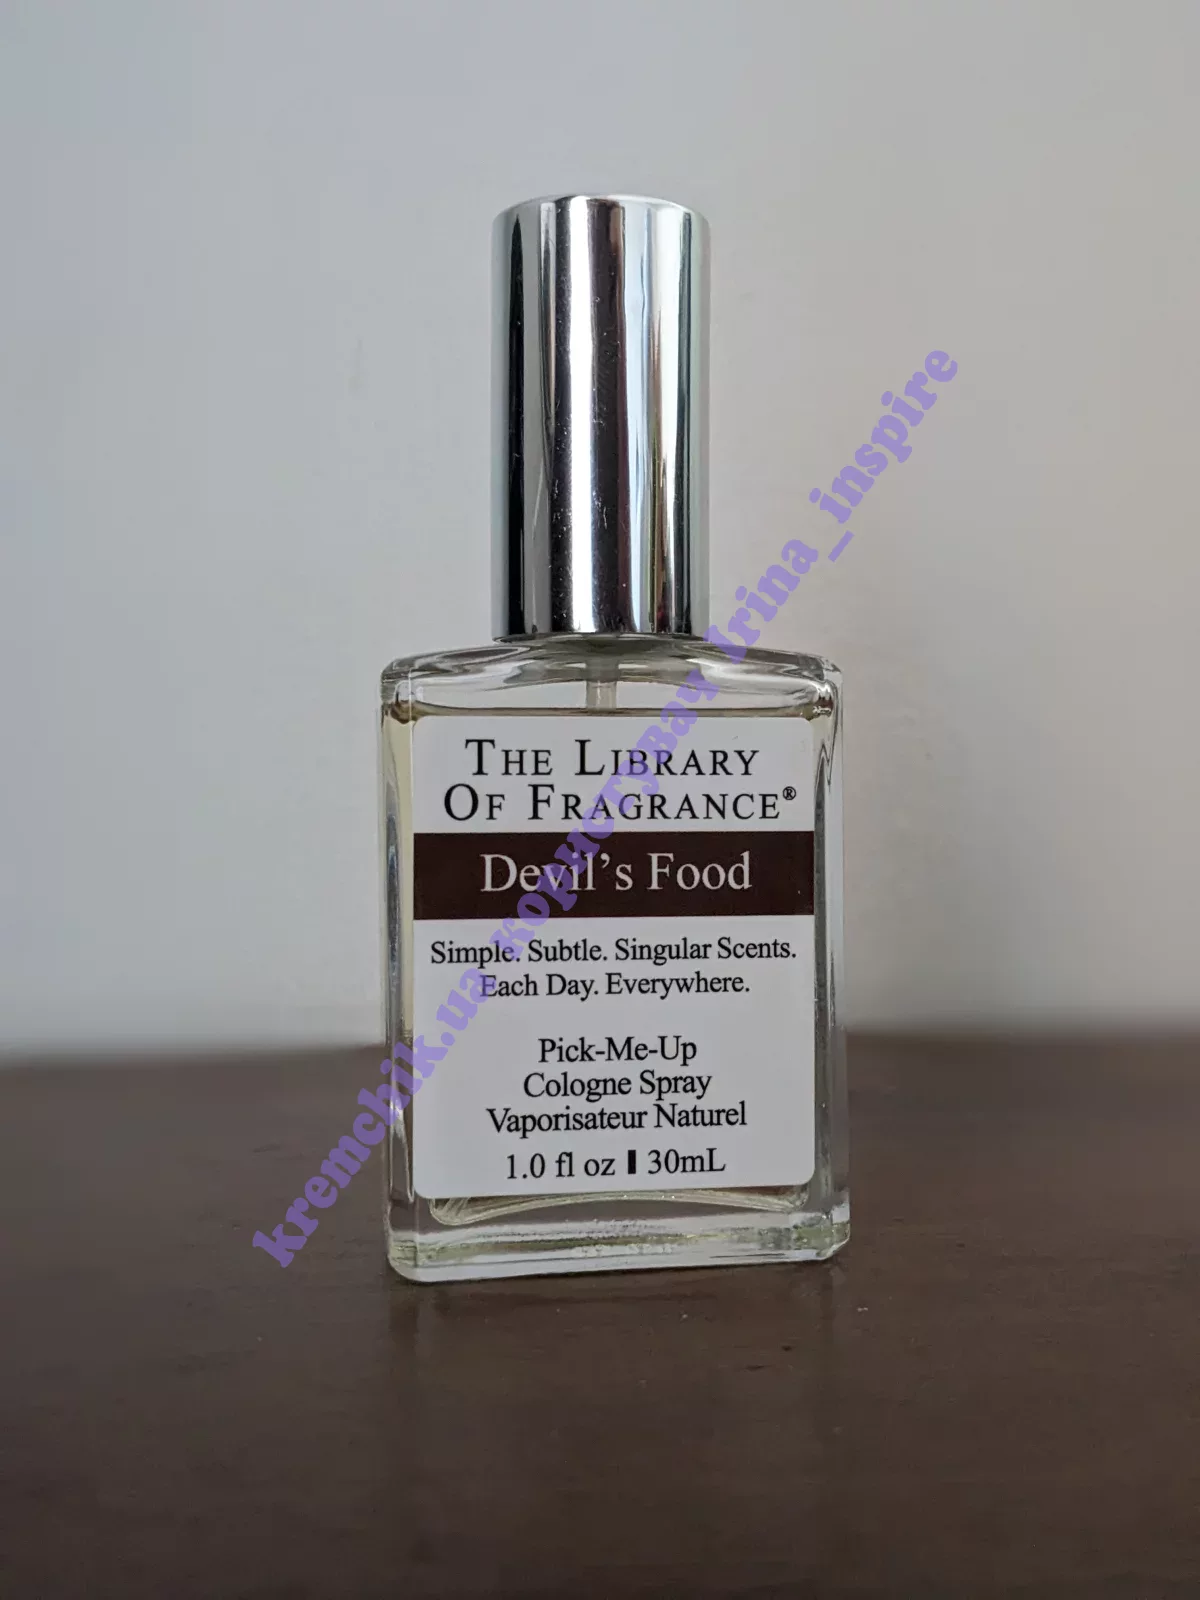 THE LIBRARY
OF FRAGRANCE®
Devil's Food
Simple. Subtle. Singular Scents.
Each Day. Everywhere.
Pick-Me-Up
Cologne Spray
Vaporisateur Naturel
1.0 fl oz ▮ 30mL
kremchik.ua користувач Irina_inspire